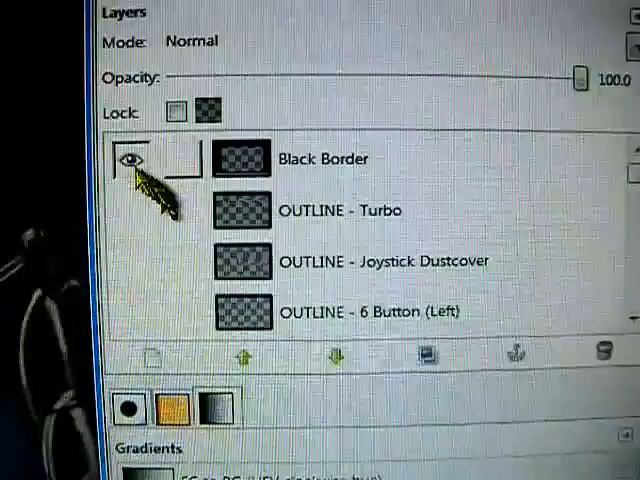 Layers
Mode: Normal
Opacity: 100.0
Lock:
Black Border
OUTLINE - Turbo
OUTLINE - Joystick Dustcover
OUTLINE - 6 Button (Left)
Gradients